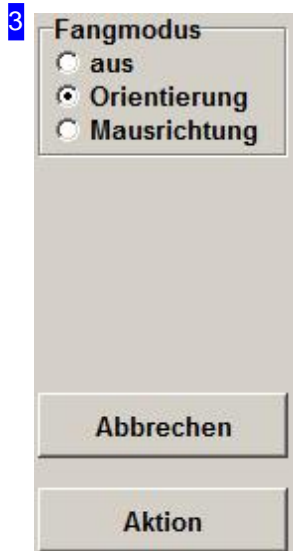 3
Fangmodus
aus
Orientierung
Mausrichtung
Abbrechen
Aktion